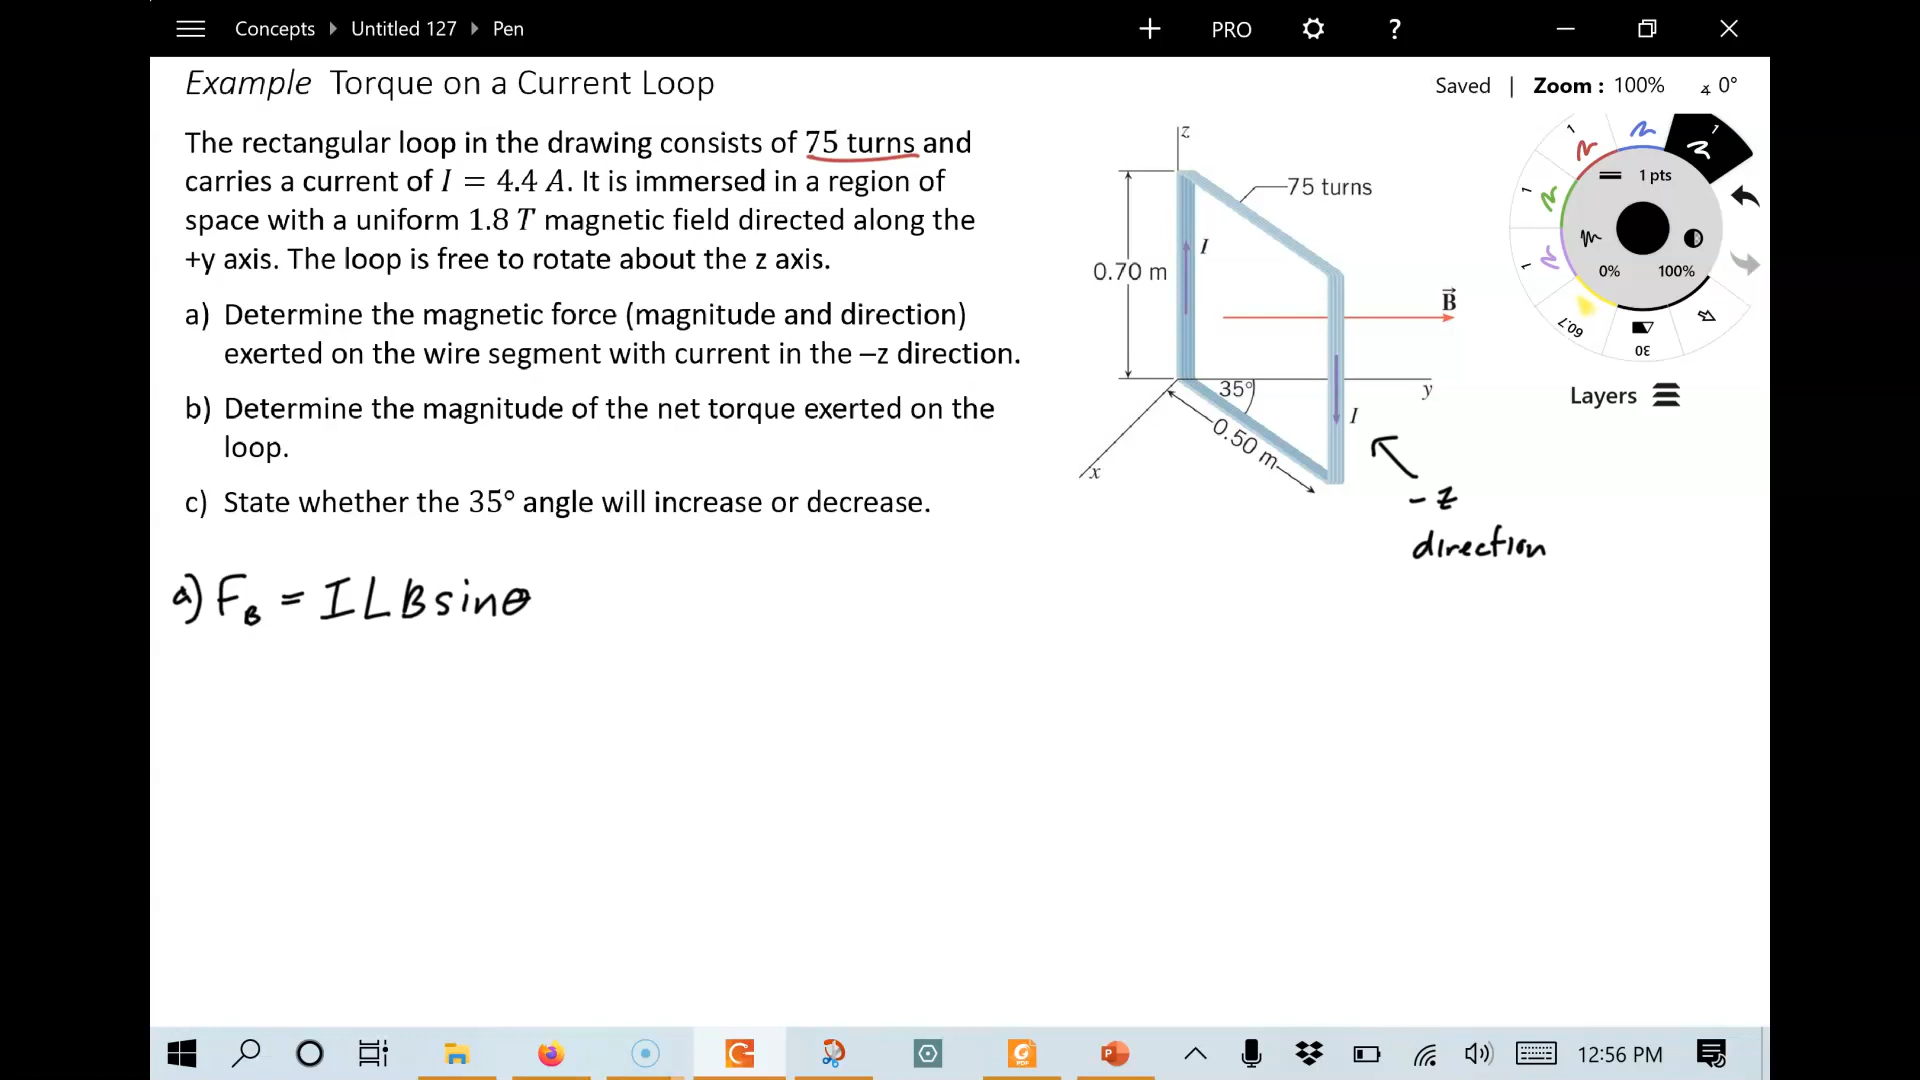 Concepts Untitled 127 Pen
PRO ?
Example Torque on a Current Loop
Saved | Zoom : 100% 0°
The rectangular loop in the drawing consists of 75 turns and
carries a current of I = 4.4 A. It is immersed in a region of
space with a uniform 1.8 T magnetic field directed along the
+y axis. The loop is free to rotate about the z axis.
a) Determine the magnetic force (magnitude and direction)
exerted on the wire segment with current in the –z direction.
b) Determine the magnitude of the net torque exerted on the
loop.
c) State whether the 35° angle will increase or decrease.
z
75 turns
I
0.70 m
B⃗
35°
y
I
0.50 m
x
-z
direction
1 pts
0% 100%
1
1
1
1
60.7
30
Layers
a) F_B = ILBsinθ
12:56 PM